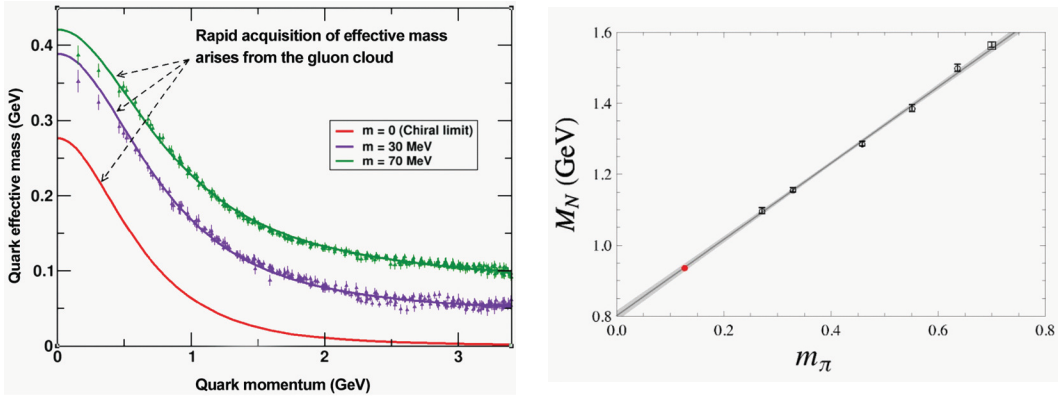 Rapid acquisition of effective mass
arises from the gluon cloud
m = 0 (Chiral limit)
m = 30 MeV
m = 70 MeV
Quark effective mass (GeV)
0.4
0.3
0.2
0.1
0
0
1
2
3
Quark momentum (GeV)
M_N (GeV)
1.6
1.4
1.2
1.0
0.8
0.0
0.2
0.4
0.6
0.8
m_π